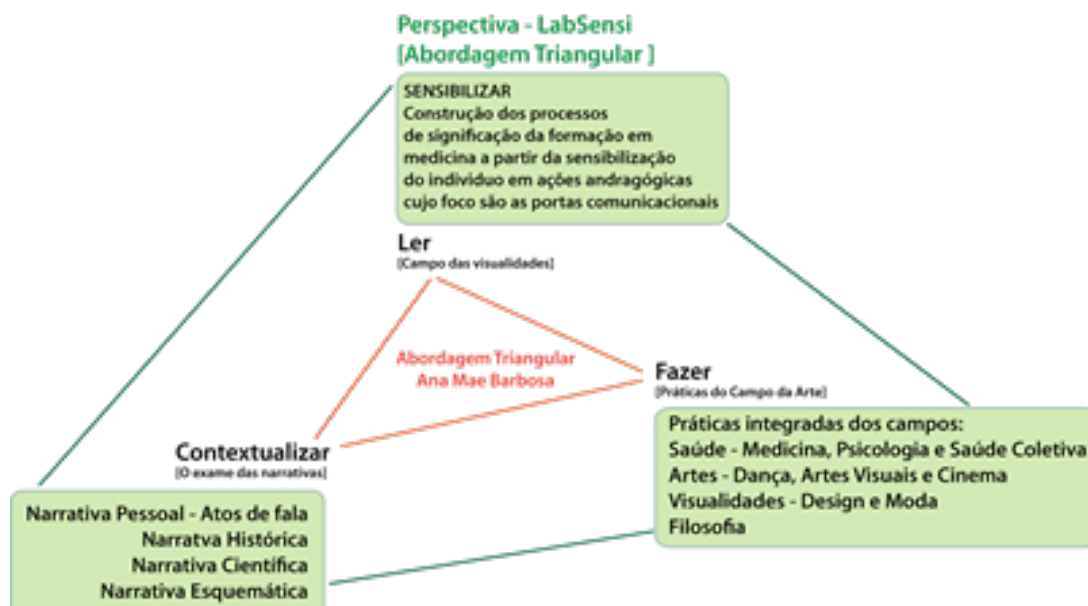 Perspectiva - LabSensi
[Abordagem Triangular ]
SENSIBILIZAR
Construção dos processos
de significação da formação em
medicina a partir da sensibilização
do individuo em ações andragógicas
cujo foco são as portas comunicacionais
Ler
[Campo das visualidades]
Abordagem Triangular
Ana Mae Barbosa
Fazer
[Práticas do Campo da Arte]
Contextualizar
[O exame das narrativas]
Práticas integradas dos campos:
Saúde - Medicina, Psicologia e Saúde Coletiva
Artes - Dança, Artes Visuais e Cinema
Visualidades - Design e Moda
Filosofia
Narrativa Pessoal - Atos de fala
Narratva Histórica
Narrativa Científica
Narrativa Esquemática